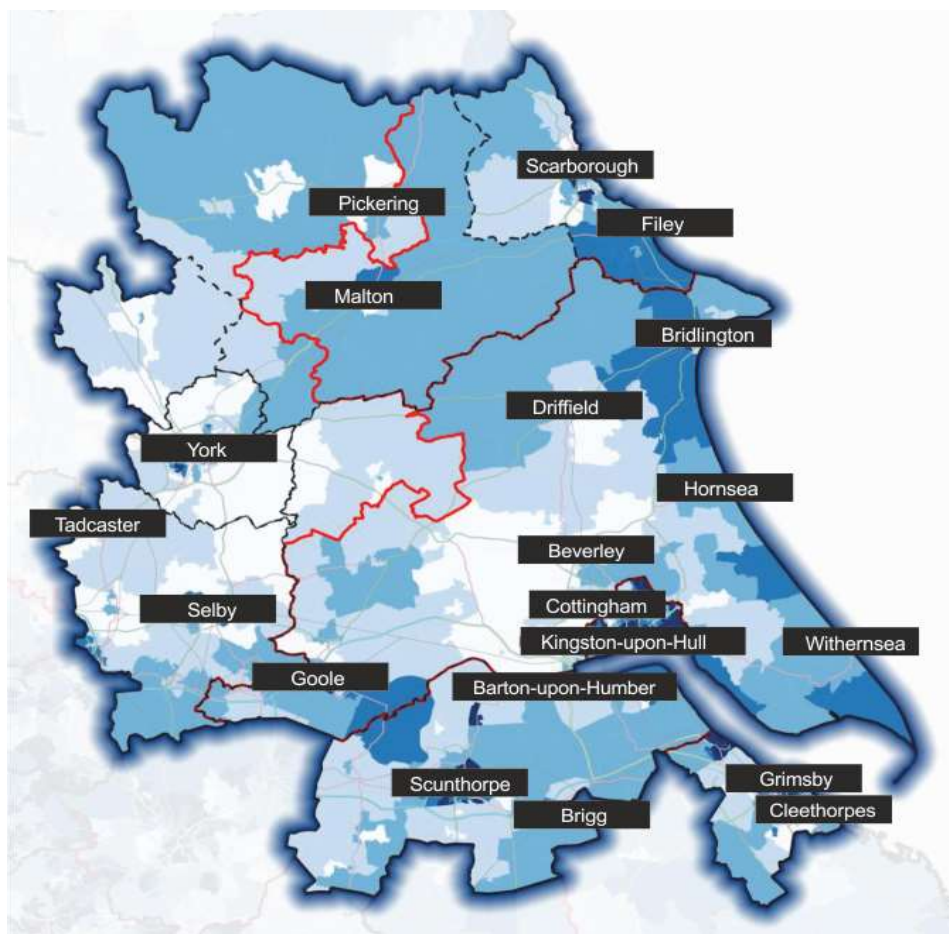 Scarborough
Pickering
Filey
Malton
Bridlington
Driffield
York
Hornsea
Tadcaster
Beverley
Selby
Cottingham
Kingston-upon-Hull
Withernsea
Goole
Barton-upon-Humber
Scunthorpe
Grimsby
Cleethorpes
Brigg